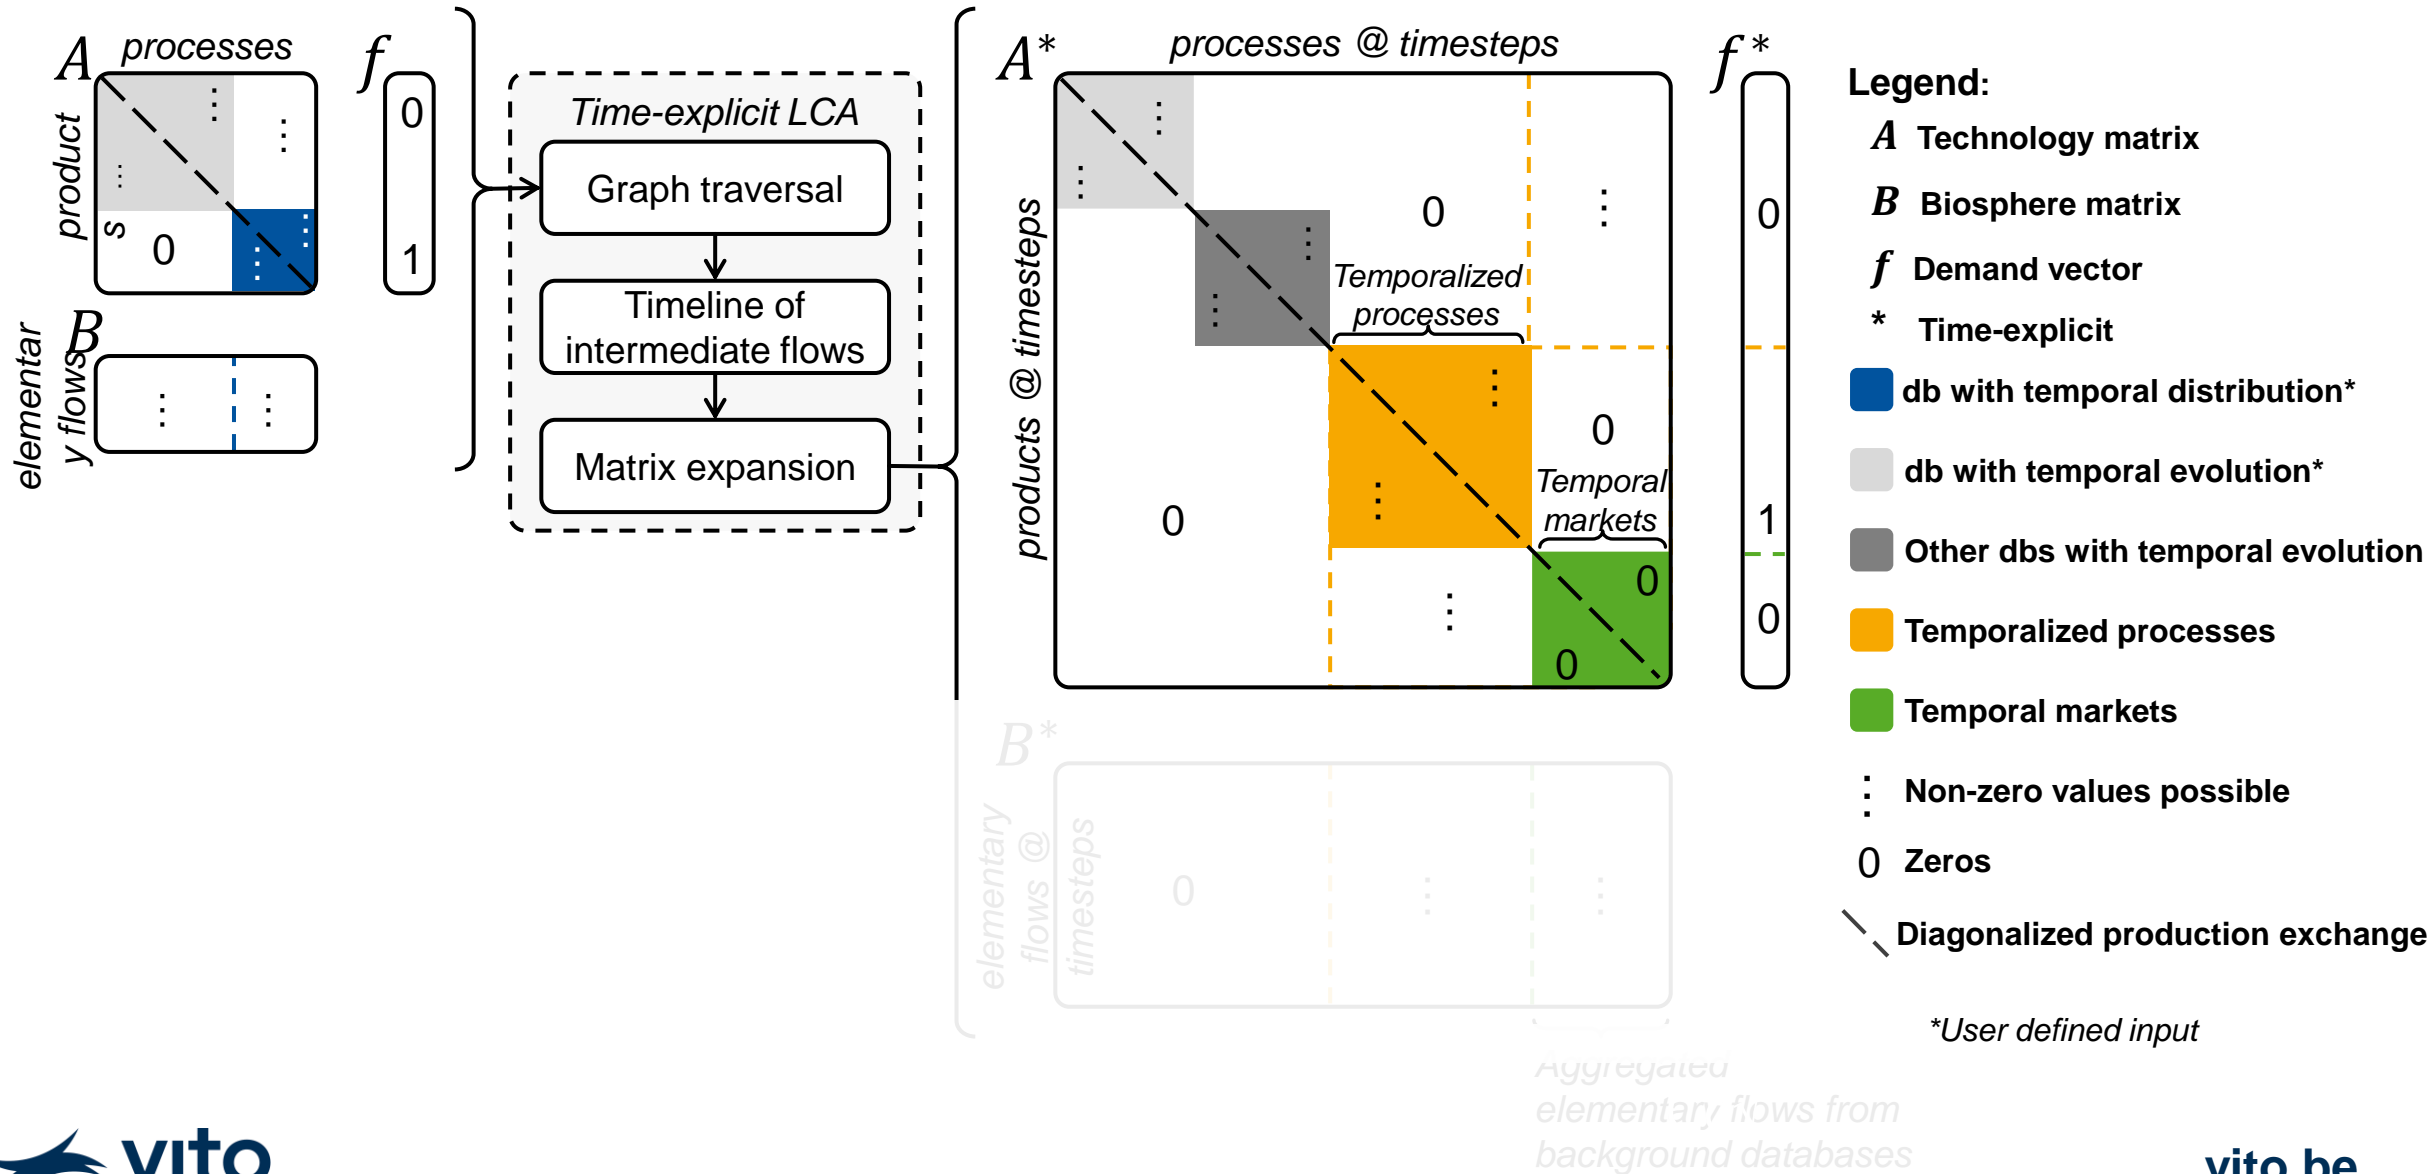 A
processes
f
product
s
0
1
0
B
elementar
y flows
Time-explicit LCA
Graph traversal
Timeline of
intermediate flows
Matrix expansion
A*
processes @ timesteps
f*
products @ timesteps
0
0
Temporalized
processes
0
Temporal
markets
0
1
0
0
0
B*
elementary
flows @
timesteps
0
Aggregated
elementary flows from
background databases
Legend:
A Technology matrix
B Biosphere matrix
f Demand vector
* Time-explicit
db with temporal distribution*
db with temporal evolution*
Other dbs with temporal evolution
Temporalized processes
Temporal markets
Non-zero values possible
0 Zeros
Diagonalized production exchange
*User defined input
vito
vito.be